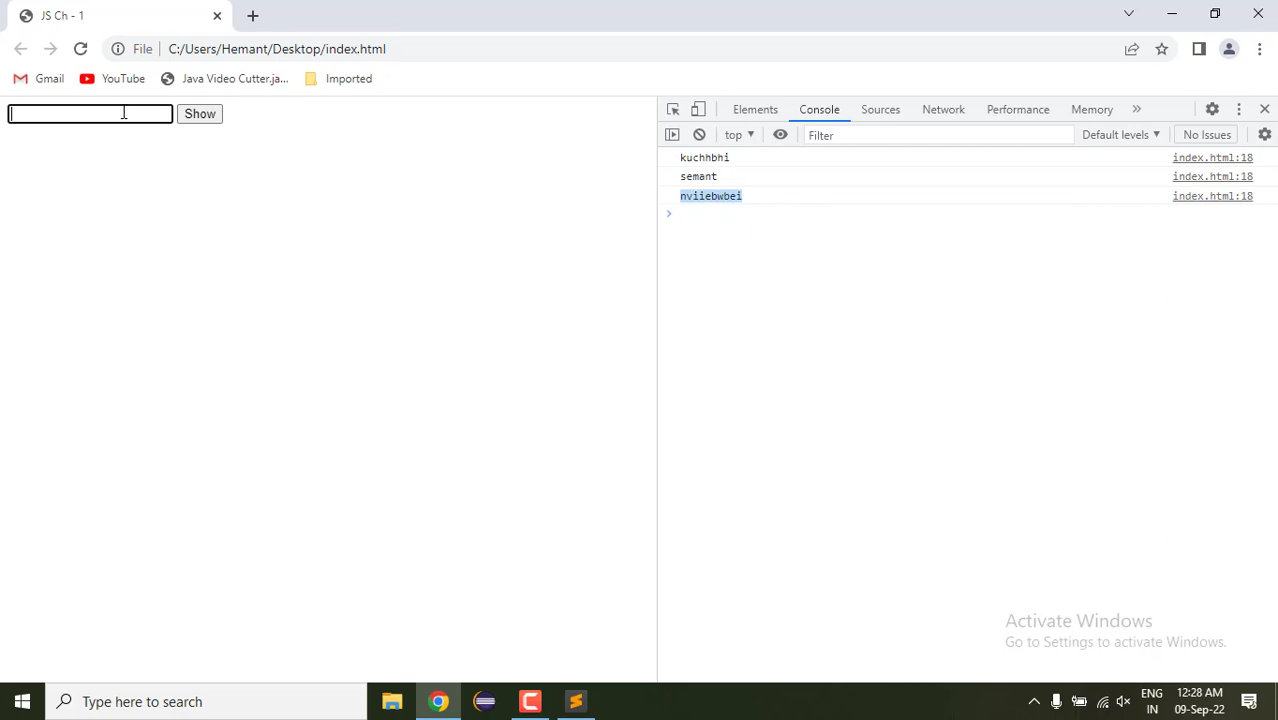 JS Ch - 1
File C:/Users/Hemant/Desktop/index.html
Gmail YouTube Java Video Cutter.ja... Imported
Show
Elements Console Sources Network Performance Memory
top Filter Default levels No Issues
kuchhbhi index.html:18
semant index.html:18
nviiebwbei index.html:18
Activate Windows
Go to Settings to activate Windows.
Type here to search
ENG
IN
12:28 AM
09-Sep-22